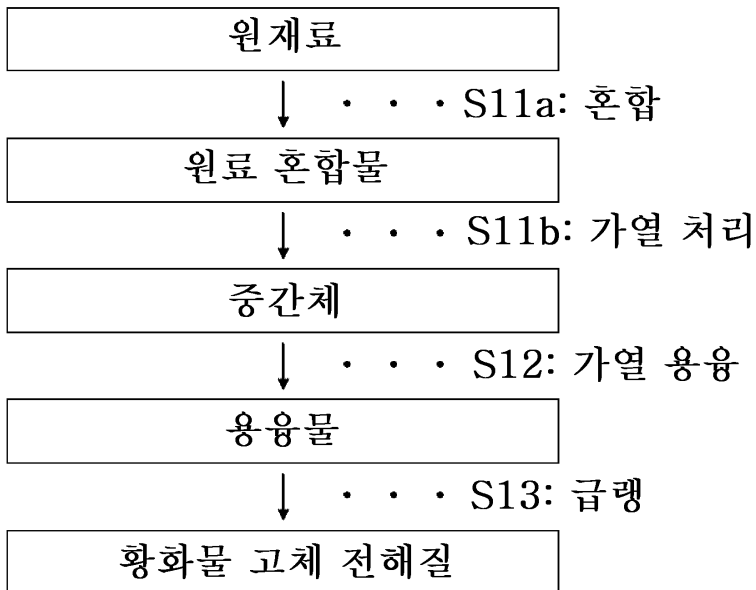 원재료
· · · S11a: 혼합
원료 혼합물
· · · S11b: 가열 처리
중간체
· · · S12: 가열 용융
용융물
· · · S13: 급랭
황화물 고체 전해질